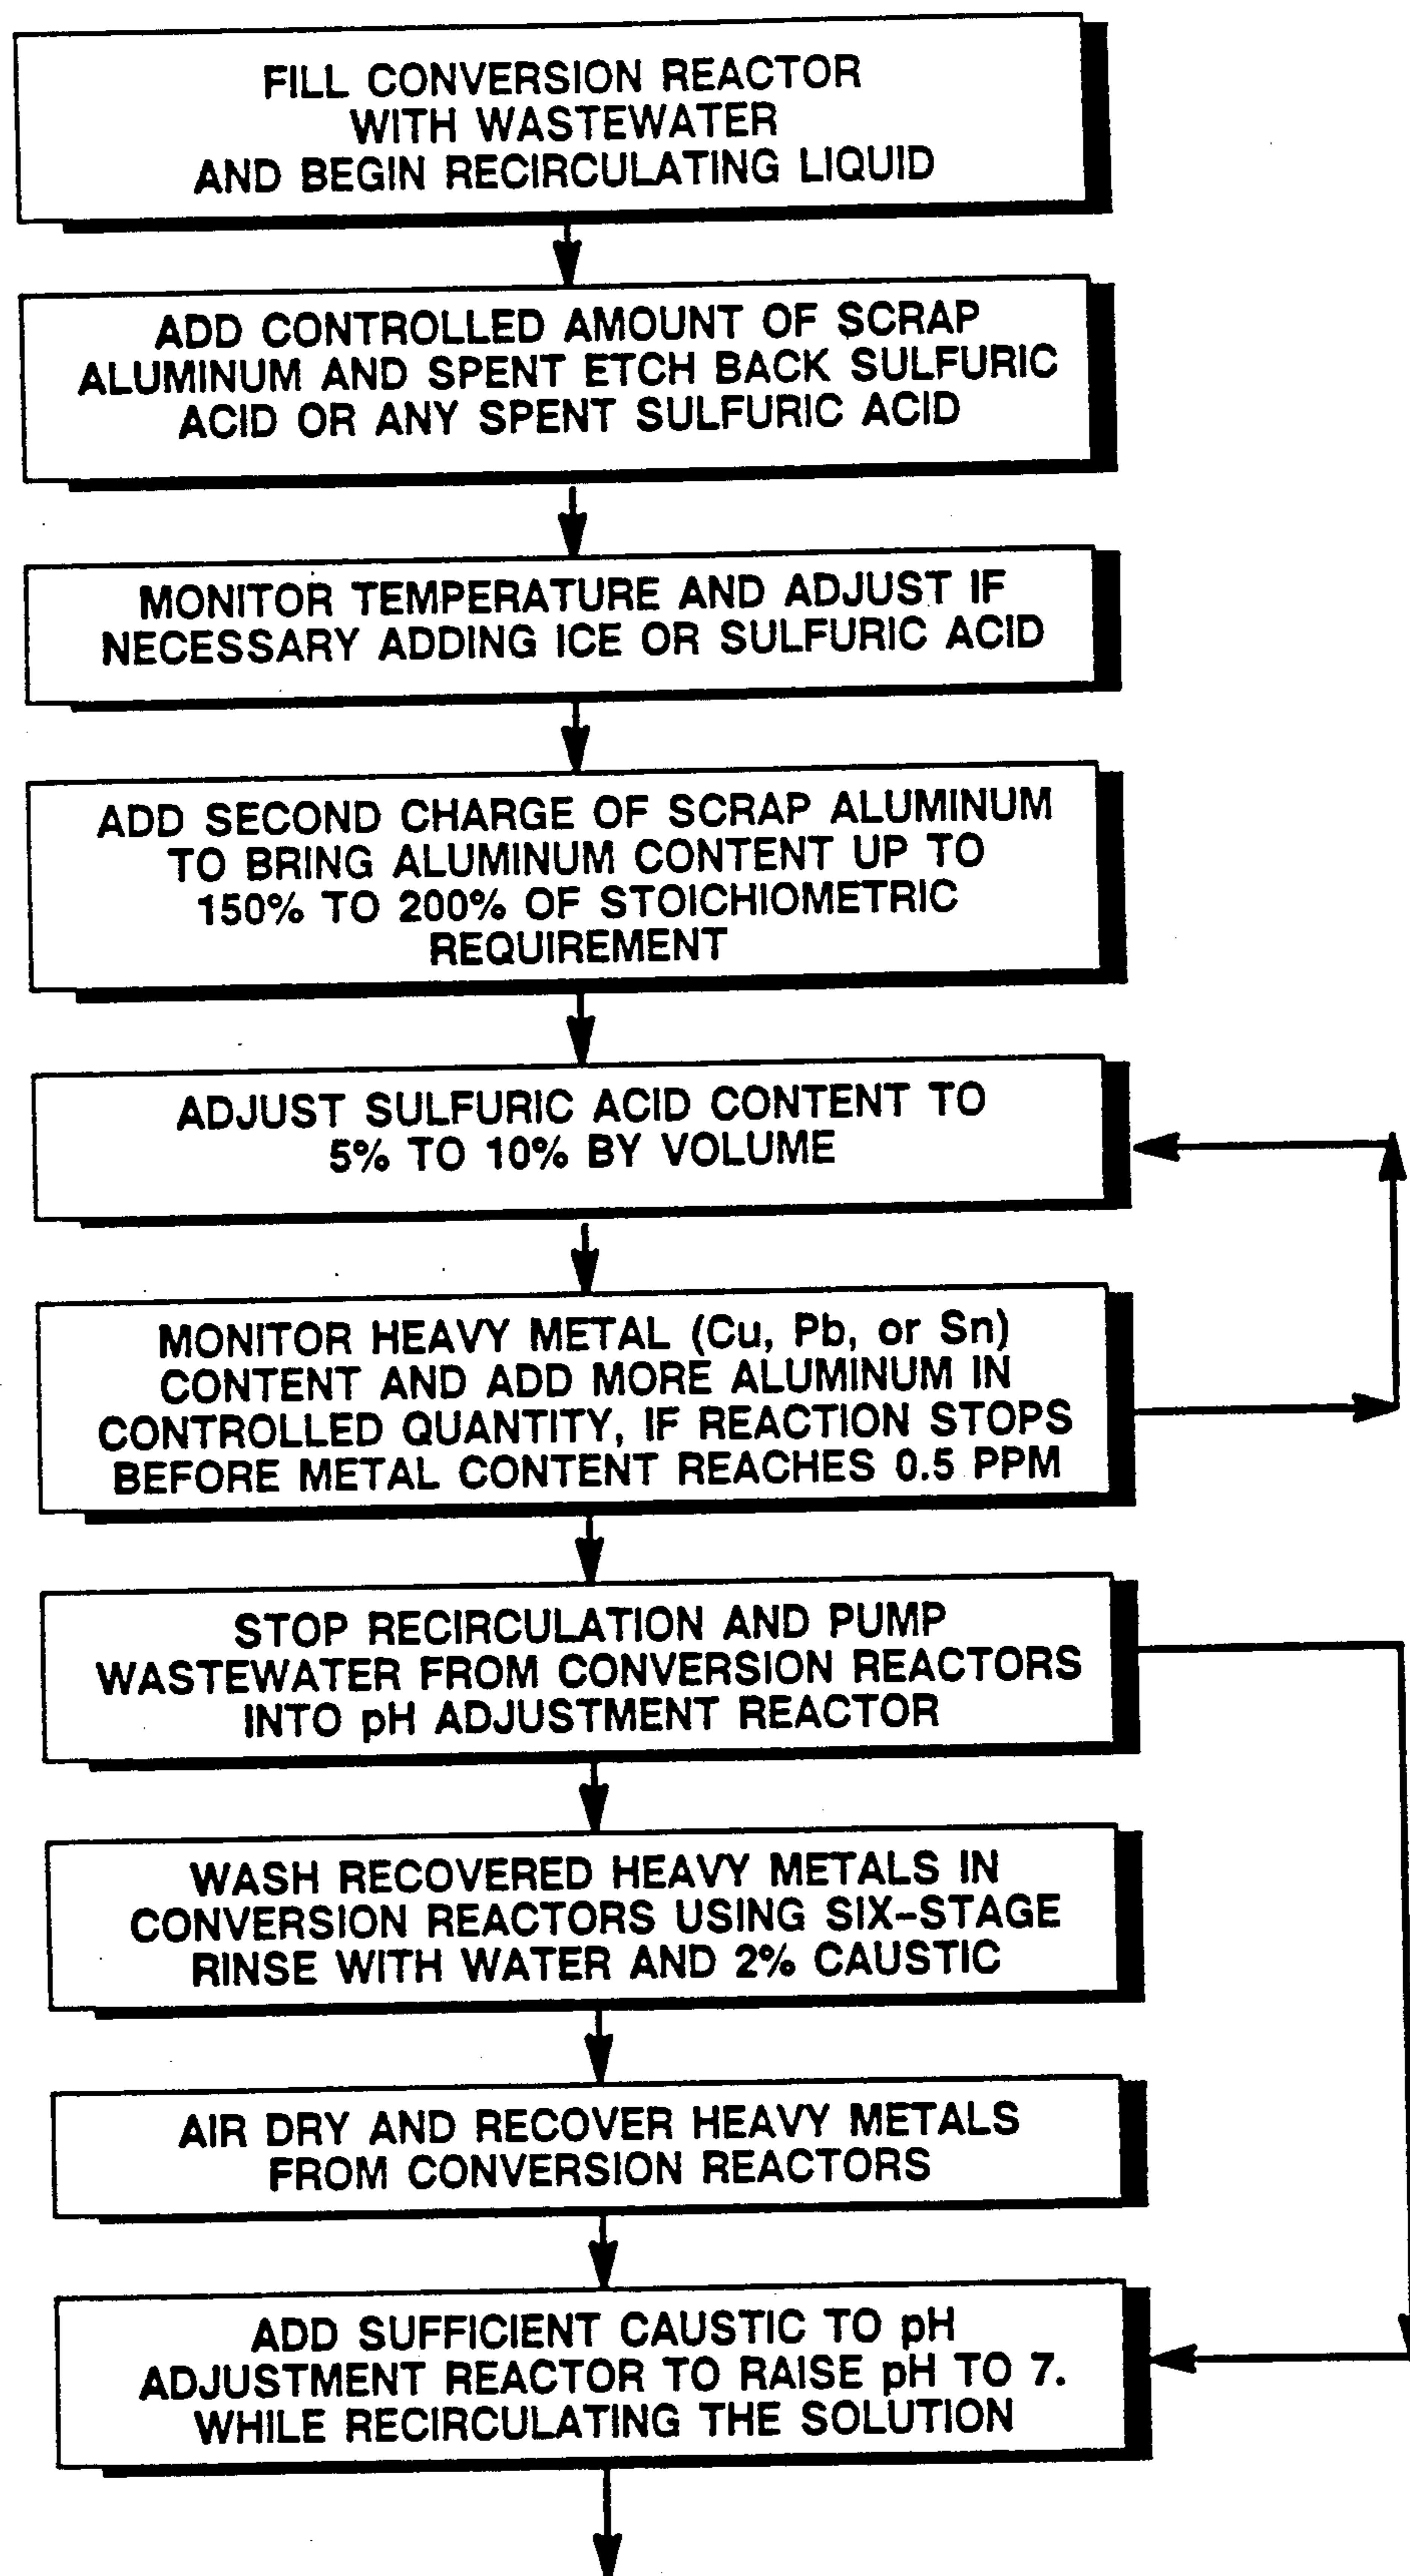 FILL CONVERSION REACTOR
WITH WASTEWATER
AND BEGIN RECIRCULATING LIQUID
ADD CONTROLLED AMOUNT OF SCRAP
ALUMINUM AND SPENT ETCH BACK SULFURIC
ACID OR ANY SPENT SULFURIC ACID
MONITOR TEMPERATURE AND ADJUST IF
NECESSARY ADDING ICE OR SULFURIC ACID
ADD SECOND CHARGE OF SCRAP ALUMINUM
TO BRING ALUMINUM CONTENT UP TO
150% TO 200% OF STOICHIOMETRIC
REQUIREMENT
ADJUST SULFURIC ACID CONTENT TO
5% TO 10% BY VOLUME
MONITOR HEAVY METAL (Cu, Pb, or Sn)
CONTENT AND ADD MORE ALUMINUM IN
CONTROLLED QUANTITY, IF REACTION STOPS
BEFORE METAL CONTENT REACHES 0.5 PPM
STOP RECIRCULATION AND PUMP
WASTEWATER FROM CONVERSION REACTORS
INTO pH ADJUSTMENT REACTOR
WASH RECOVERED HEAVY METALS IN
CONVERSION REACTORS USING SIX-STAGE
RINSE WITH WATER AND 2% CAUSTIC
AIR DRY AND RECOVER HEAVY METALS
FROM CONVERSION REACTORS
ADD SUFFICIENT CAUSTIC TO pH
ADJUSTMENT REACTOR TO RAISE pH TO 7.
WHILE RECIRCULATING THE SOLUTION